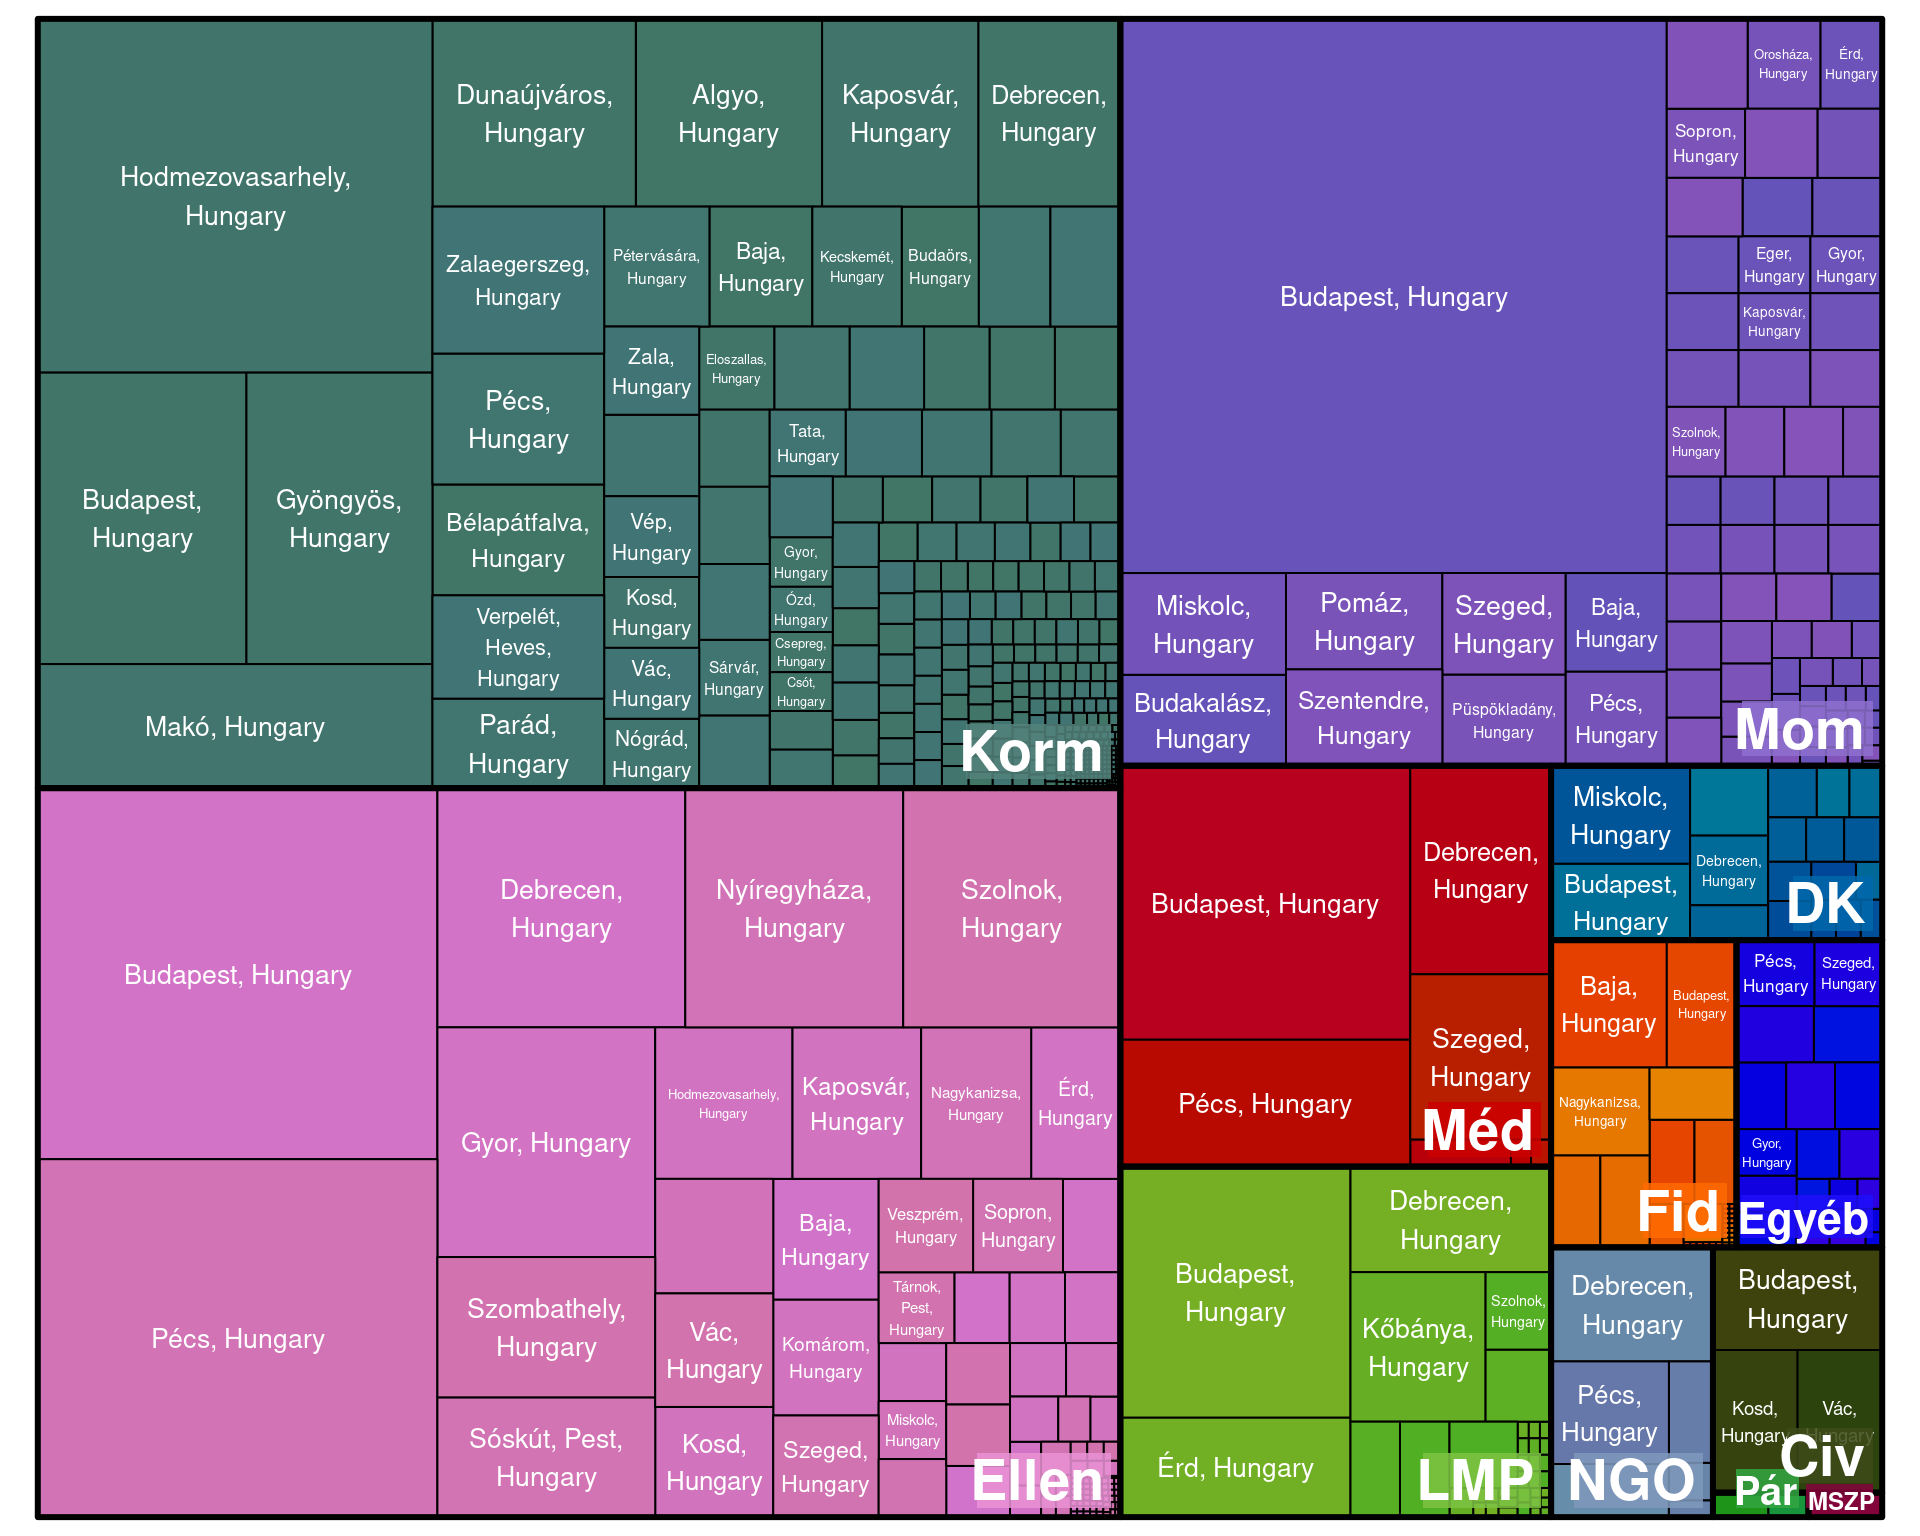 Hodmezovasarhely,
Hungary
Budapest,
Hungary
Gyöngyös,
Hungary
Makó, Hungary
Dunaújváros,
Hungary
Algyo,
Hungary
Kaposvár,
Hungary
Debrecen,
Hungary
Zalaegerszeg,
Hungary
Pétervására,
Hungary
Baja,
Hungary
Kecskemét,
Hungary
Budaörs,
Hungary
Pécs,
Hungary
Zala,
Hungary
Eloszallas,
Hungary
Tata,
Hungary
Bélapátfalva,
Hungary
Vép,
Hungary
Gyor,
Hungary
Verpelét,
Heves,
Hungary
Kosd,
Hungary
Ózd,
Hungary
Csepreg,
Hungary
Parád,
Hungary
Vác,
Hungary
Sárvár,
Hungary
Csót,
Hungary
Nógrád,
Hungary
Korm
Budapest, Hungary
Orosháza,
Hungary
Érd,
Hungary
Sopron,
Hungary
Eger,
Hungary
Gyor,
Hungary
Kaposvár,
Hungary
Szolnok,
Hungary
Miskolc,
Hungary
Pomáz,
Hungary
Szeged,
Hungary
Baja,
Hungary
Budakalász,
Hungary
Szentendre,
Hungary
Püspökladány,
Hungary
Pécs,
Hungary
Mom
Budapest, Hungary
Pécs, Hungary
Debrecen,
Hungary
Nyíregyháza,
Hungary
Szolnok,
Hungary
Gyor, Hungary
Hodmezovasarhely,
Hungary
Kaposvár,
Hungary
Nagykanizsa,
Hungary
Érd,
Hungary
Szombathely,
Hungary
Sóskút, Pest,
Hungary
Vác,
Hungary
Kosd,
Hungary
Baja,
Hungary
Komárom,
Hungary
Szeged,
Hungary
Veszprém,
Hungary
Sopron,
Hungary
Tárnok,
Pest,
Hungary
Miskolc,
Hungary
Ellen
Budapest, Hungary
Debrecen,
Hungary
Pécs, Hungary
Szeged,
Hungary
Méd
Budapest,
Hungary
Debrecen,
Hungary
Kőbánya,
Hungary
Szolnok,
Hungary
Érd, Hungary
LMP
Miskolc,
Hungary
Budapest,
Hungary
Debrecen,
Hungary
DK
Baja,
Hungary
Budapest,
Hungary
Nagykanizsa,
Hungary
Fid
Pécs,
Hungary
Szeged,
Hungary
Gyor,
Hungary
Egyéb
Debrecen,
Hungary
Pécs,
Hungary
NGO
Budapest,
Hungary
Kosd,
Hungary
Vác,
Hungary
Civ
Pár
MSZP